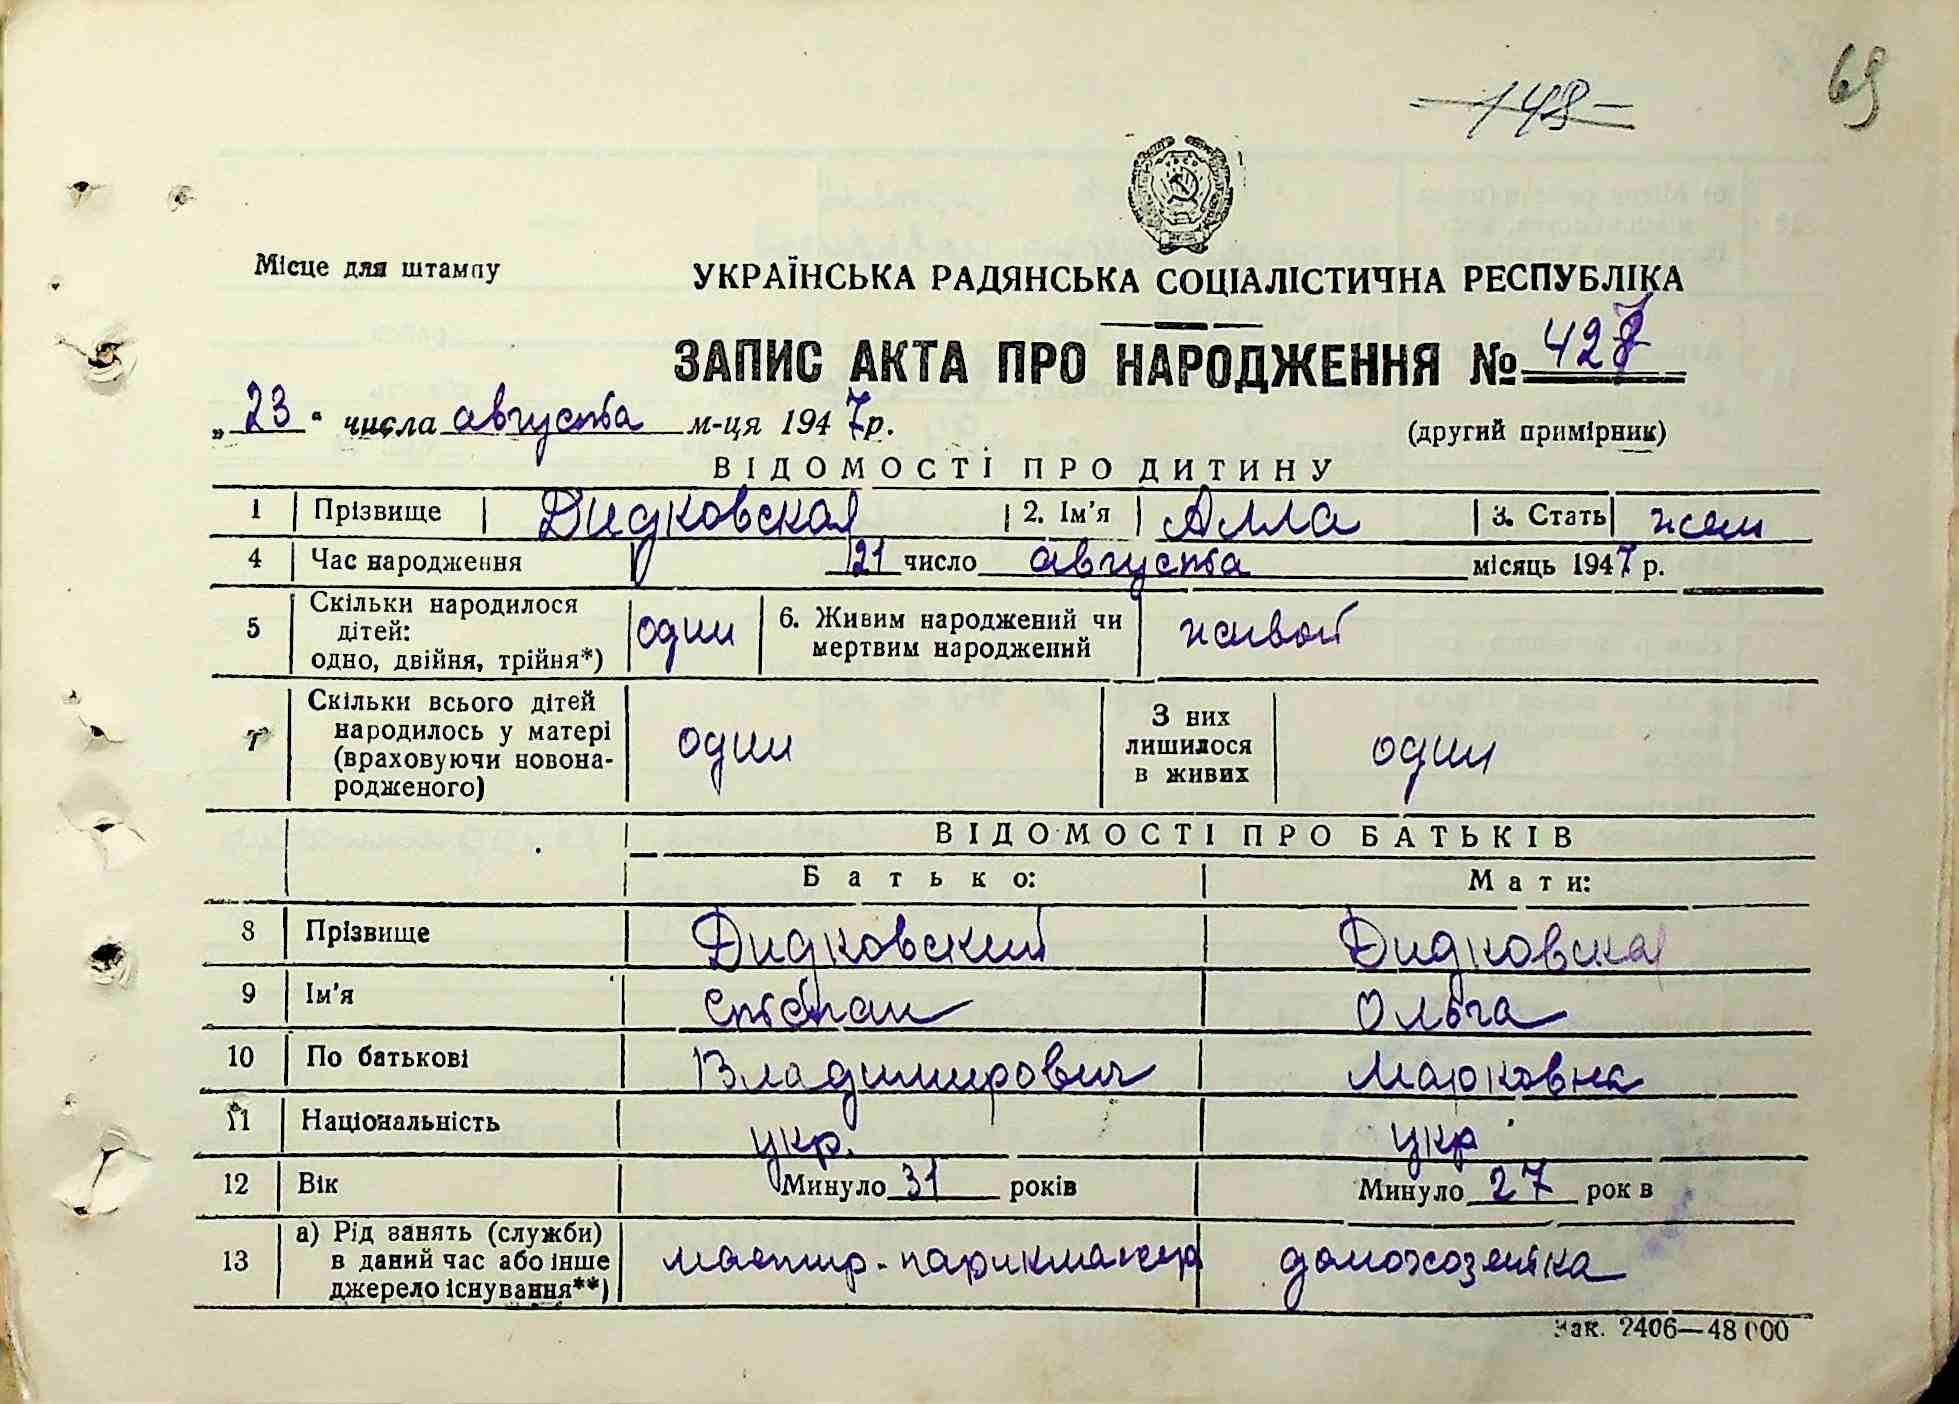 148
69
Місце для штампу
УКРАЇНСЬКА РАДЯНСЬКА СОЦІАЛІСТИЧНА РЕСПУБЛІКА
ЗАПИС АКТА ПРО НАРОДЖЕННЯ № 427
„23" числа августа м-ця 1947 р.
(другий примірник)
ВІДОМОСТІ ПРО ДИТИНУ
1 Прізвище Дидковская 2. Ім'я Алла 3. Стать жен
4 Час народження 21 число августа місяць 1947 р.
5 Скільки народилося дітей: одно, двійня, трійня*) один 6. Живим народжений чи мертвим народжений живой
7 Скільки всього дітей народилось у матері (враховуючи новонародженого) один З них лишилося в живих один
ВІДОМОСТІ ПРО БАТЬКІВ
Батько: Мати:
8 Прізвище Дидковский Дидковская
9 Ім'я Степан Ольга
10 По батькові Владимирович Марковна
11 Національність укр. укр
12 Вік Минуло 31 років Минуло 27 рок в
13 а) Рід занять (служби) в даний час або інше джерело існування**) мастир-парикмахер домохозяйка
Зак. 2406—48 000